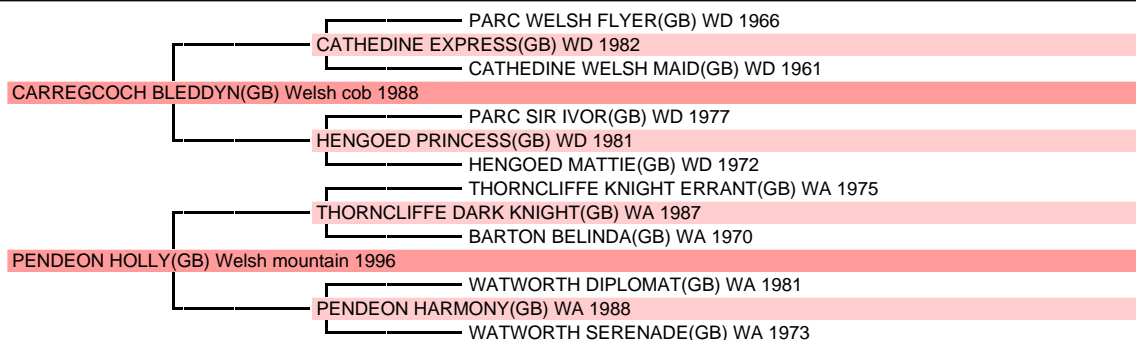 PARC WELSH FLYER(GB) WD 1966
CATHEDINE EXPRESS(GB) WD 1982
CATHEDINE WELSH MAID(GB) WD 1961
CARREGCOCH BLEDDYN(GB) Welsh cob 1988
PARC SIR IVOR(GB) WD 1977
HENGOED PRINCESS(GB) WD 1981
HENGOED MATTIE(GB) WD 1972
THORNCLIFFE KNIGHT ERRANT(GB) WA 1975
THORNCLIFFE DARK KNIGHT(GB) WA 1987
BARTON BELINDA(GB) WA 1970
PENDEON HOLLY(GB) Welsh mountain 1996
WATWORTH DIPLOMAT(GB) WA 1981
PENDEON HARMONY(GB) WA 1988
WATWORTH SERENADE(GB) WA 1973